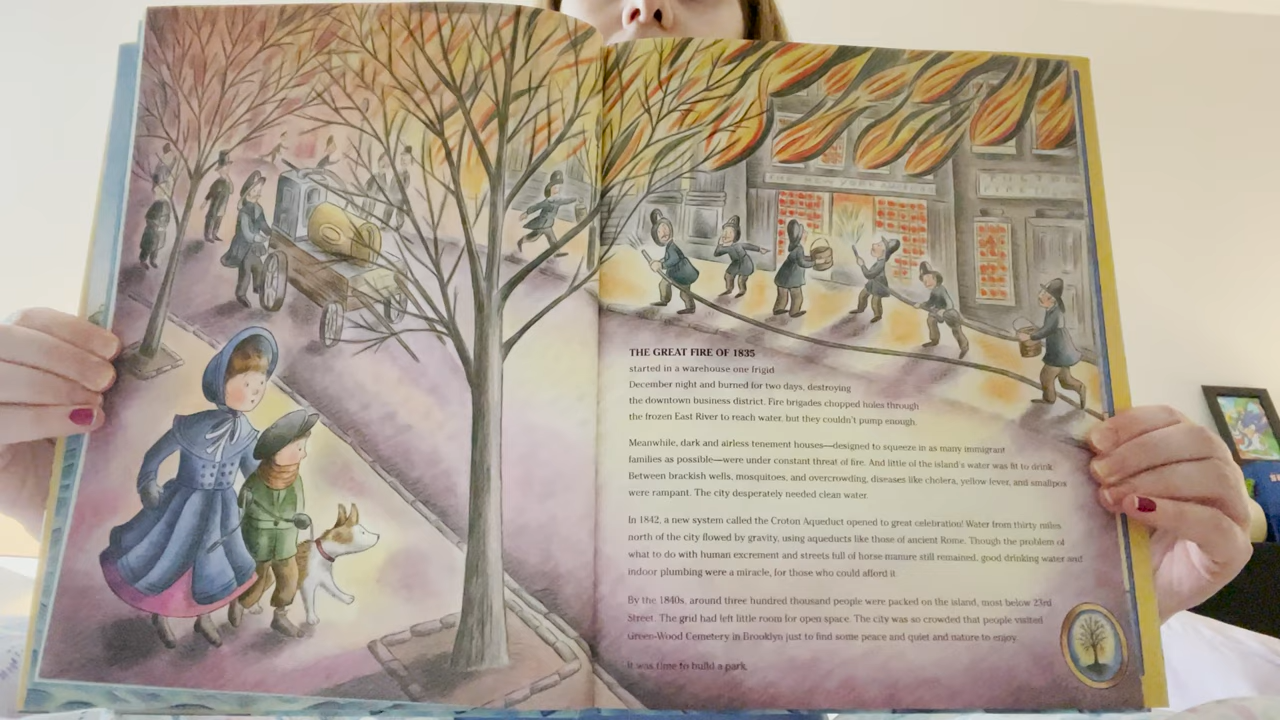 THE GREAT FIRE OF 1835
started in a warehouse one frigid
December night and burned for two days, destroying
the downtown business district. Fire brigades chopped holes through
the frozen East River to reach water, but they couldn't pump enough.
Meanwhile, dark and airless tenement houses—designed to squeeze in as many immigrant
families as possible—were under constant threat of fire. And little of the island's water was fit to drink.
Between brackish wells, mosquitoes, and overcrowding, diseases like cholera, yellow fever, and smallpox
were rampant. The city desperately needed clean water.
In 1842, a new system called the Croton Aqueduct opened to great celebration! Water from thirty miles
north of the city flowed by gravity, using aqueducts like those of ancient Rome. Though the problem of
what to do with human excrement and streets full of horse manure still remained, good drinking water and
indoor plumbing were a miracle, for those who could afford it.
By the 1840s, around three hundred thousand people were packed on the island, most below 23rd
Street. The grid had left little room for open space. The city was so crowded that people visited
Green-Wood Cemetery in Brooklyn just to find some peace and quiet and nature to enjoy.
It was time to build a park.